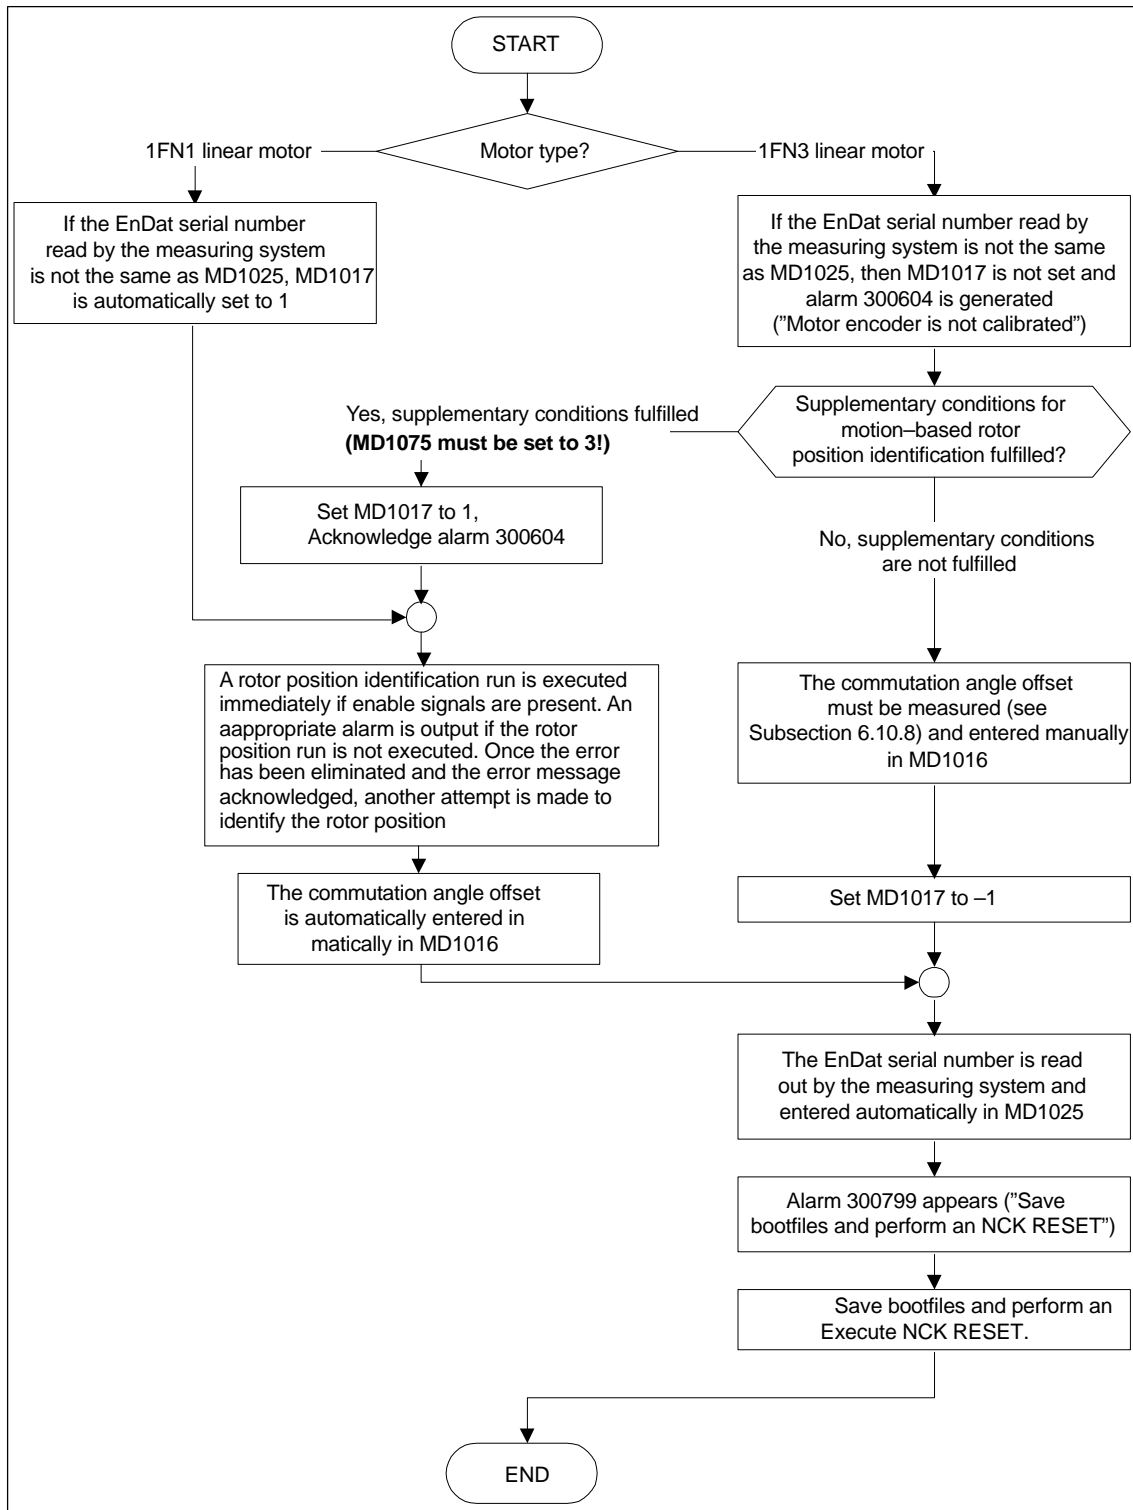 START
Motor type?
1FN1 linear motor
1FN3 linear motor
If the EnDat serial number
read by the measuring system
is not the same as MD1025, MD1017
is automatically set to 1
If the EnDat serial number read by
the measuring system is not the same
as MD1025, then MD1017 is not set and
alarm 300604 is generated
(”Motor encoder is not calibrated”)
Supplementary conditions for
motion–based rotor
position identification fulfilled?
Yes, supplementary conditions fulfilled
(MD1075 must be set to 3!)
Set MD1017 to 1,
Acknowledge alarm 300604
No, supplementary conditions
are not fulfilled
A rotor position identification run is executed
immediately if enable signals are present. An
aappropriate alarm is output if the rotor
position run is not executed. Once the error
has been eliminated and the error message
acknowledged, another attempt is made to
identify the rotor position
The commutation angle offset
must be measured (see
Subsection 6.10.8) and entered manually
in MD1016
The commutation angle offset
is automatically entered in
matically in MD1016
Set MD1017 to –1
The EnDat serial number is read
out by the measuring system and
entered automatically in MD1025
Alarm 300799 appears (”Save
bootfiles and perform an NCK RESET”)
Save bootfiles and perform an
Execute NCK RESET.
END